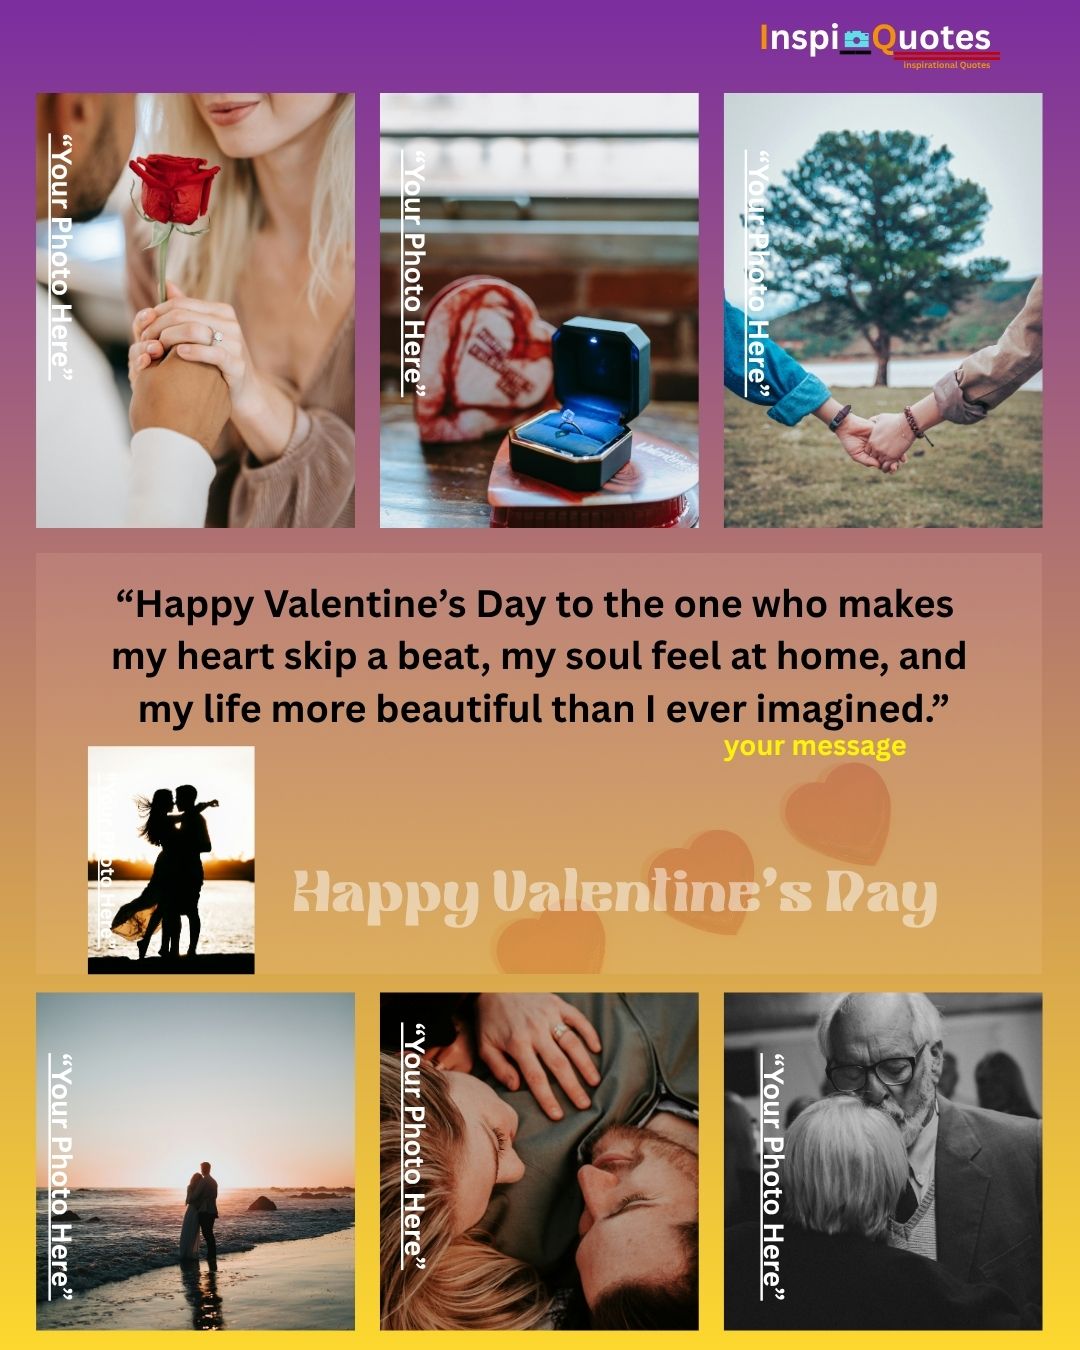 Inspi Quotes
inspirational Quotes
“Your Photo Here”
“Your Photo Here”
“Your Photo Here”
“Happy Valentine’s Day to the one who makes
my heart skip a beat, my soul feel at home, and
my life more beautiful than I ever imagined.”
your message
“Your Photo Here”
Happy Valentine’s Day
“Your Photo Here”
“Your Photo Here”
“Your Photo Here”